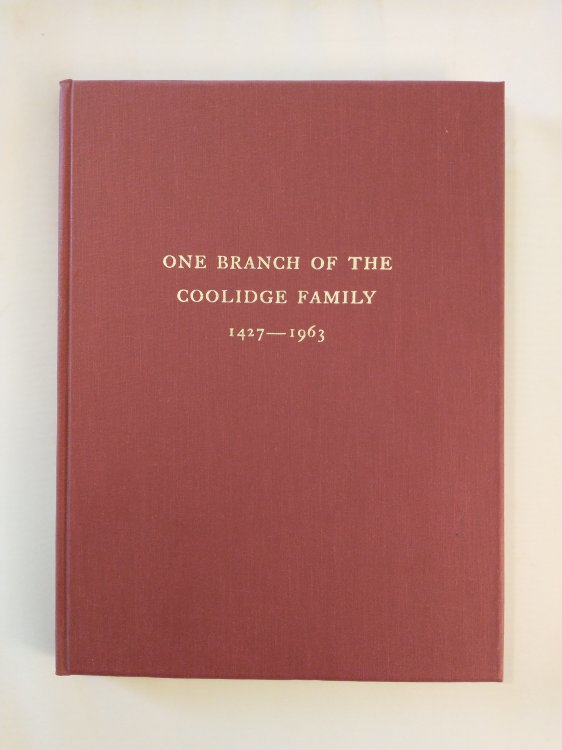 ONE BRANCH OF THE
COOLIDGE FAMILY
1427—1963